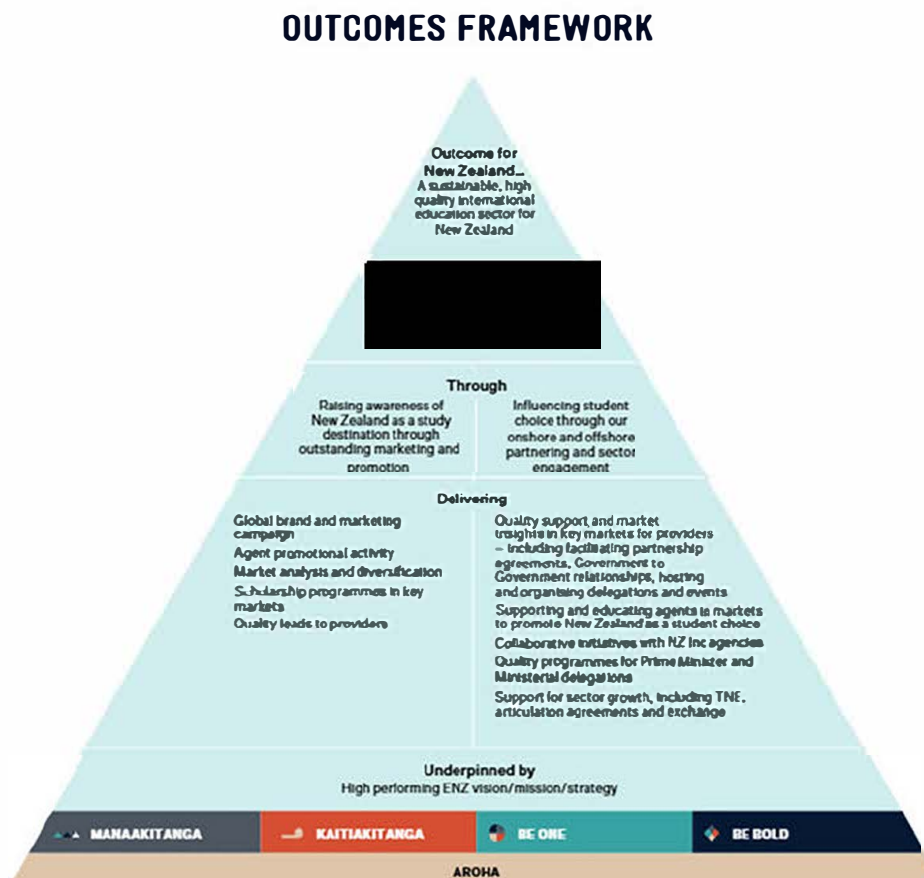 OUTCOMES FRAMEWORK
Outcome for
New Zealand...
A sustainable, high
quality international
education sector for
New Zealand
Through
Raising awareness of
New Zealand as a study
destination through
outstanding marketing and
promotion
Influencing student
choice through our
onshore and offshore
partnering and sector
engagement
Delivering
Global brand and marketing
campaign
Agent promotional activity
Market analysis and diversification
Scholarship programmes in key
markets
Quality leads to providers
Quality support and market
insights in key markets for providers
– including facilitating partnership
agreements, Government to
Government relationships, hosting
and organising delegations and events
Supporting and educating agents in markets
to promote New Zealand as a student choice
Collaborative initiatives with NZ Inc agencies
Quality programmes for Prime Minister and
Ministerial delegations
Support for sector growth, including TNE,
articulation agreements and exchange
Underpinned by
High performing ENZ vision/mission/strategy
MANAAKITANGA
KAITIAKITANGA
BE ONE
BE BOLD
AROHA